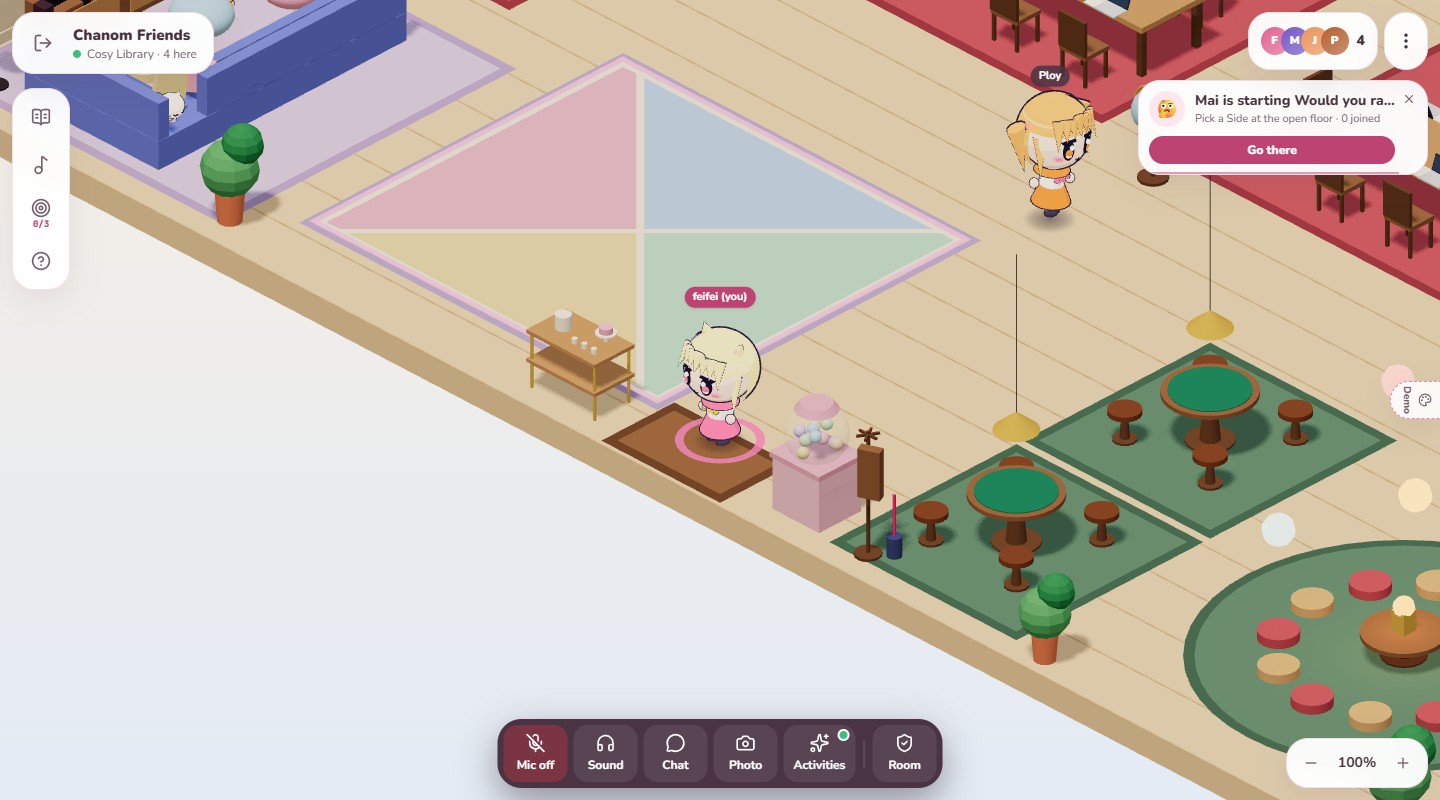 Chanom Friends
Cosy Library · 4 here
0/3
F M J P 4
Mai is starting Would you ra...
Pick a Side at the open floor · 0 joined
Go there
Ploy
feifei (you)
Demo
Mic off
Sound
Chat
Photo
Activities
Room
100%